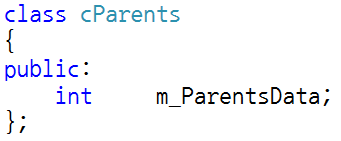 class cParents
{
public:
    int     m_ParentsData;
};